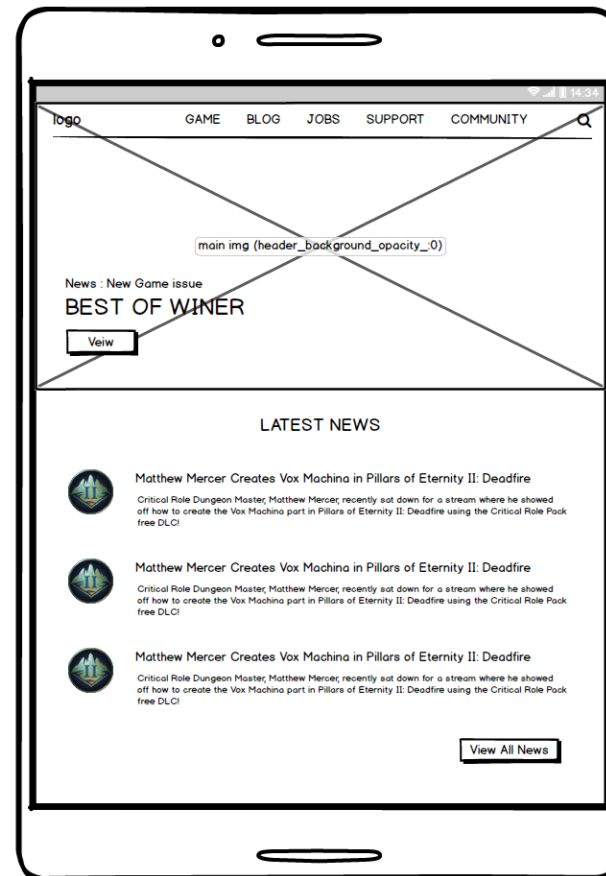 14:34
logo GAME BLOG JOBS SUPPORT COMMUNITY
main img (header_background_opacity_:0)
News : New Game issue
BEST OF WINER
Veiw
LATEST NEWS
Matthew Mercer Creates Vox Machina in Pillars of Eternity II: Deadfire
Critical Role Dungeon Master, Matthew Mercer, recently sat down for a stream where he showed
off how to create the Vox Machina part in Pillars of Eternity II: Deadfire using the Critical Role Pack
free DLC!
II
Matthew Mercer Creates Vox Machina in Pillars of Eternity II: Deadfire
Critical Role Dungeon Master, Matthew Mercer, recently sat down for a stream where he showed
off how to create the Vox Machina part in Pillars of Eternity II: Deadfire using the Critical Role Pack
free DLC!
II
Matthew Mercer Creates Vox Machina in Pillars of Eternity II: Deadfire
Critical Role Dungeon Master, Matthew Mercer, recently sat down for a stream where he showed
off how to create the Vox Machina part in Pillars of Eternity II: Deadfire using the Critical Role Pack
free DLC!
II
View All News